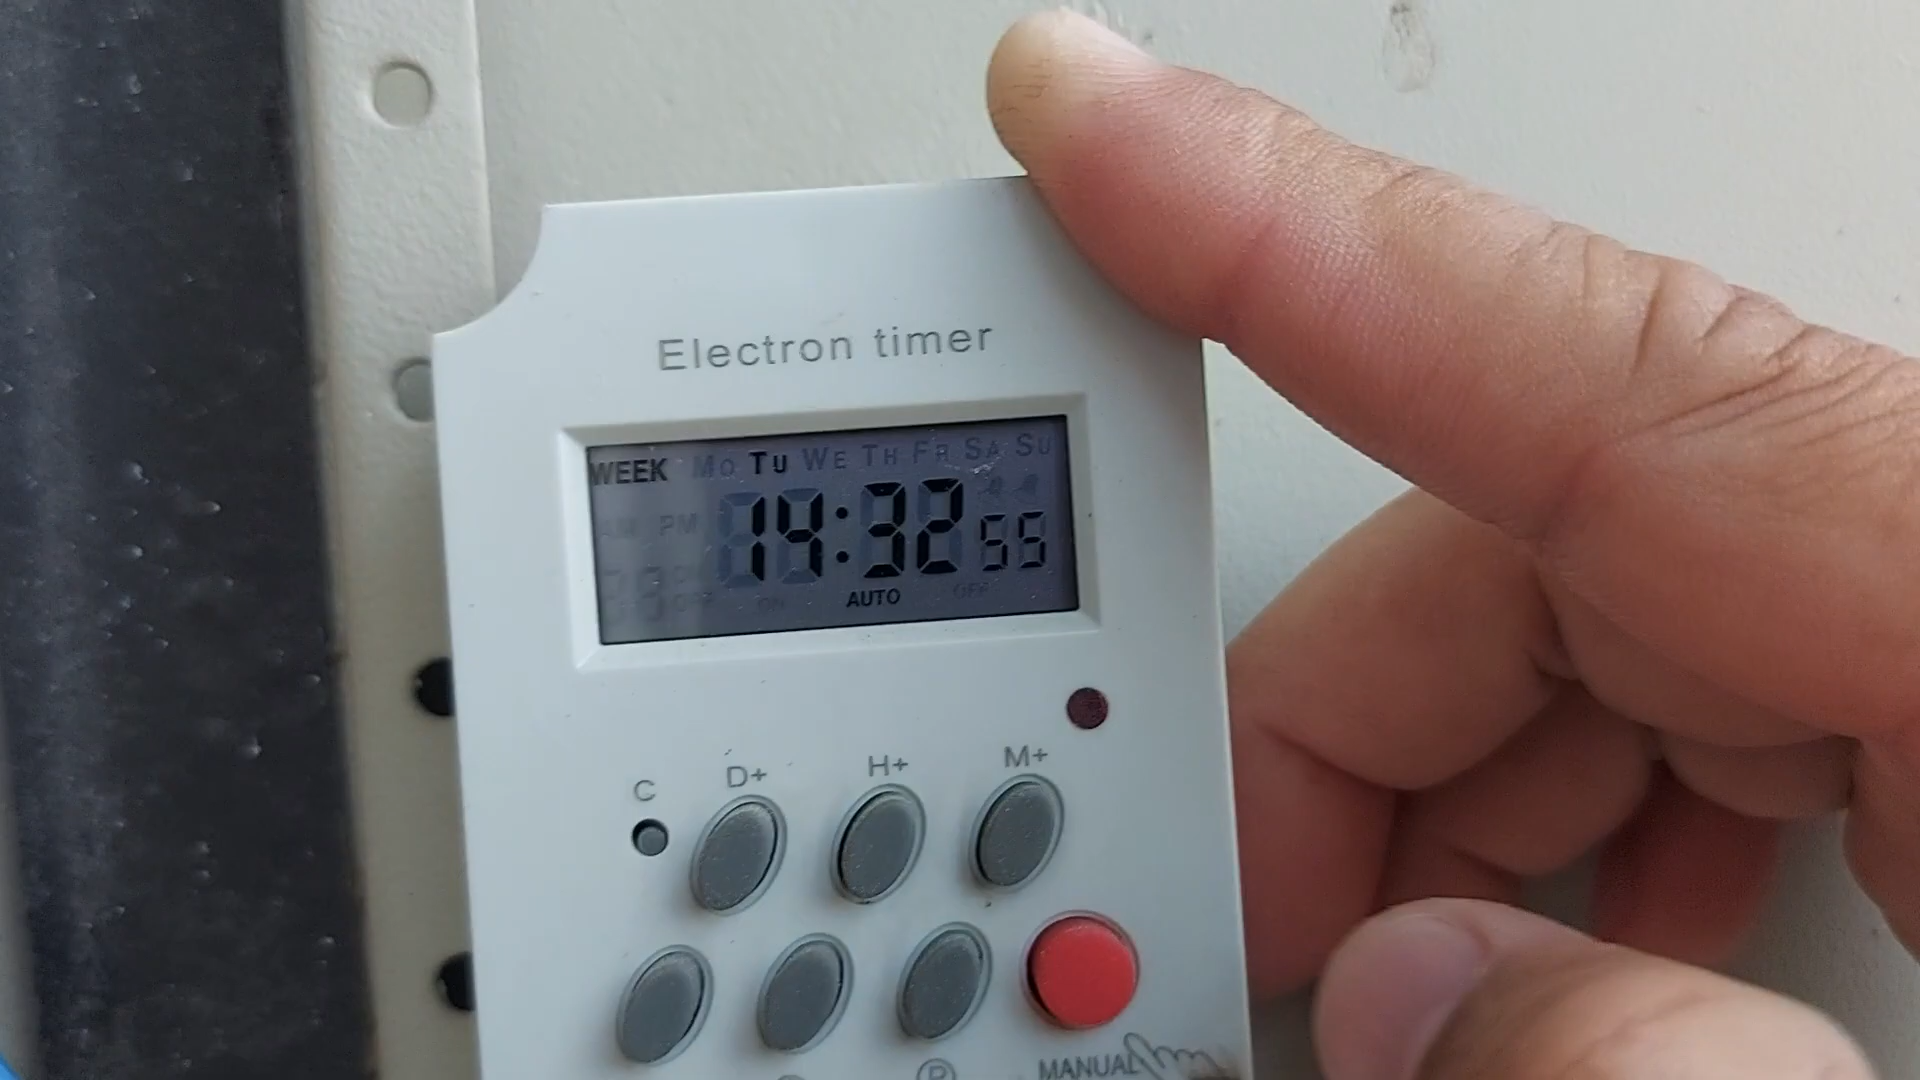 Electron timer
WEEK MO TU WE TH FR SA SU
AM PM
14:32 55
ON AUTO OFF
C D+ H+ M+
MANUAL